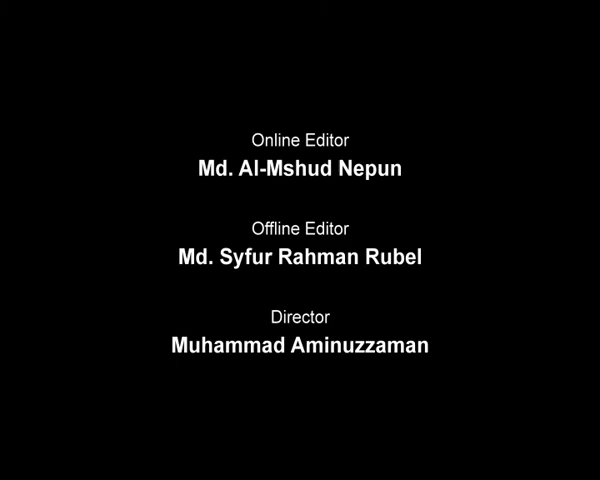 Online Editor
Md. Al-Mshud Nepun
Offline Editor
Md. Syfur Rahman Rubel
Director
Muhammad Aminuzzaman